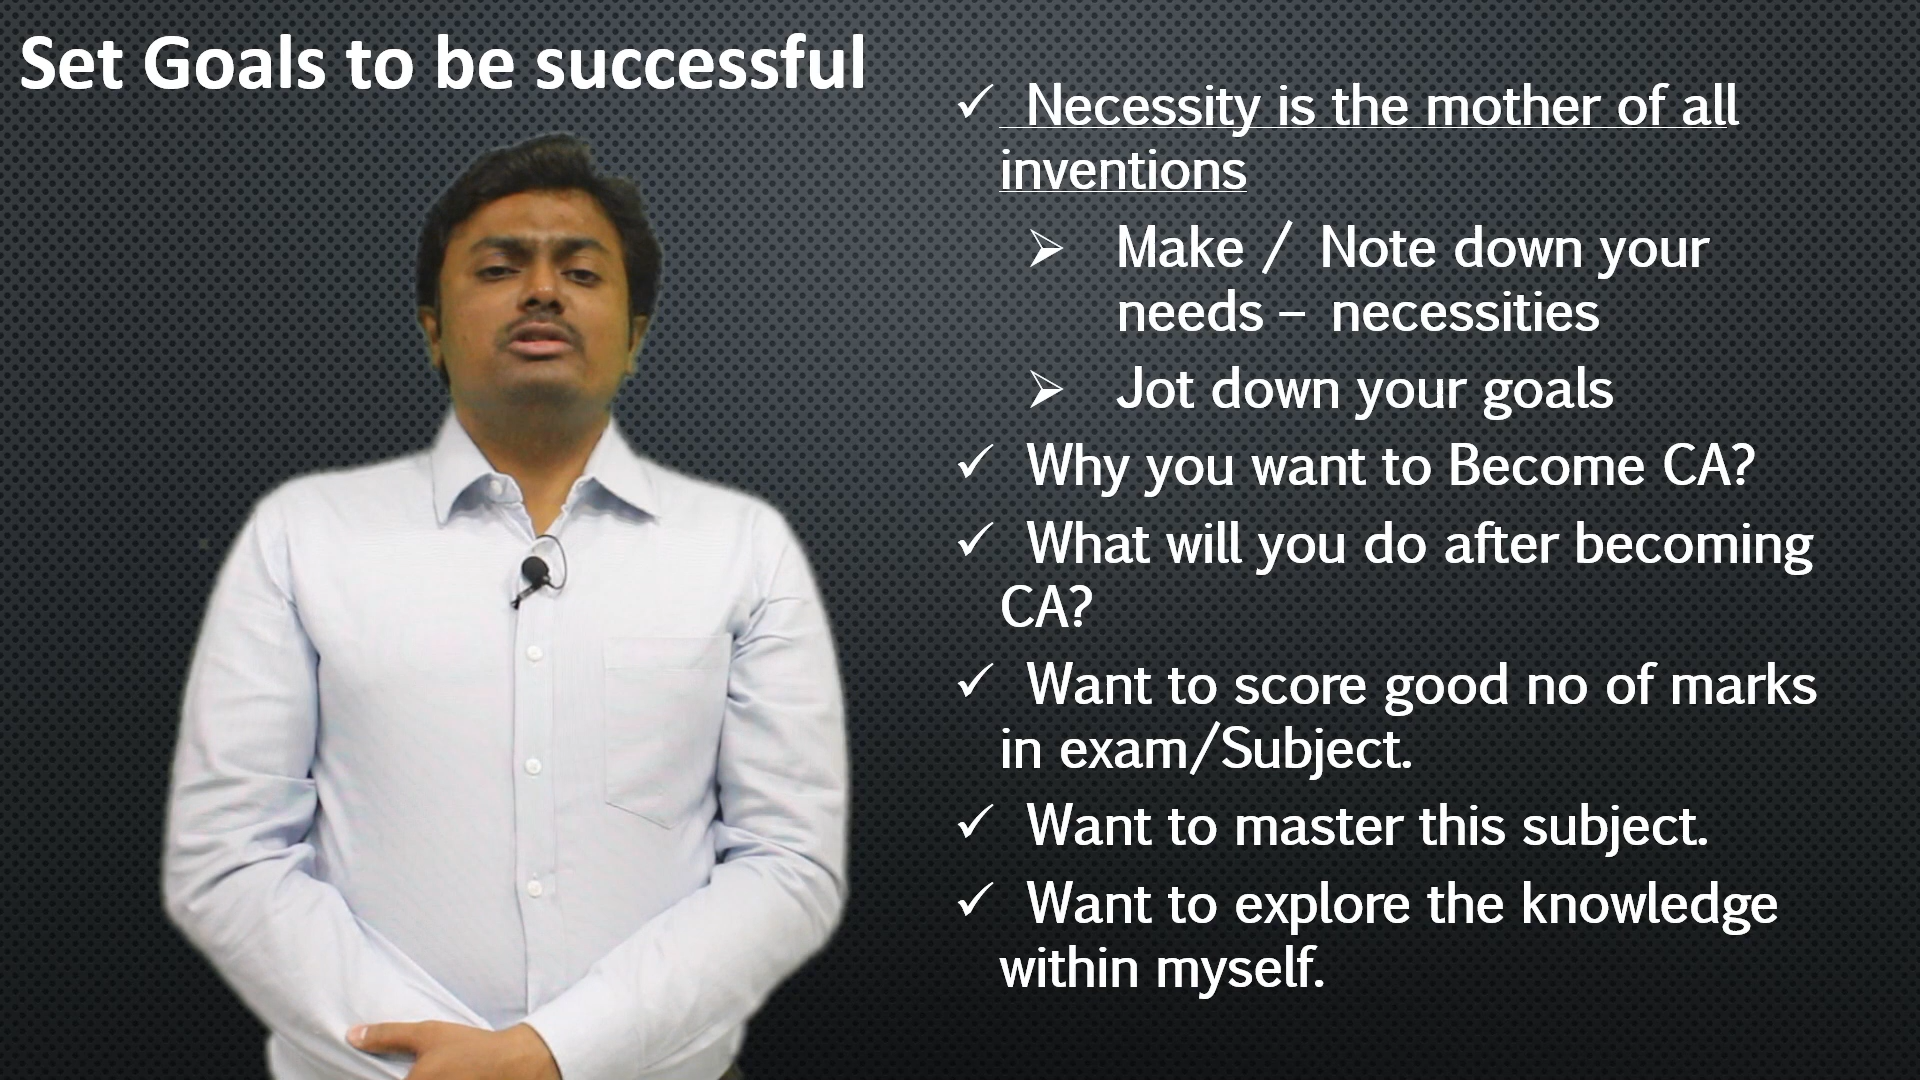 Set Goals to be successful
✓ Necessity is the mother of all
inventions
➢ Make / Note down your
needs – necessities
➢ Jot down your goals
✓ Why you want to Become CA?
✓ What will you do after becoming
CA?
✓ Want to score good no of marks
in exam/Subject.
✓ Want to master this subject.
✓ Want to explore the knowledge
within myself.